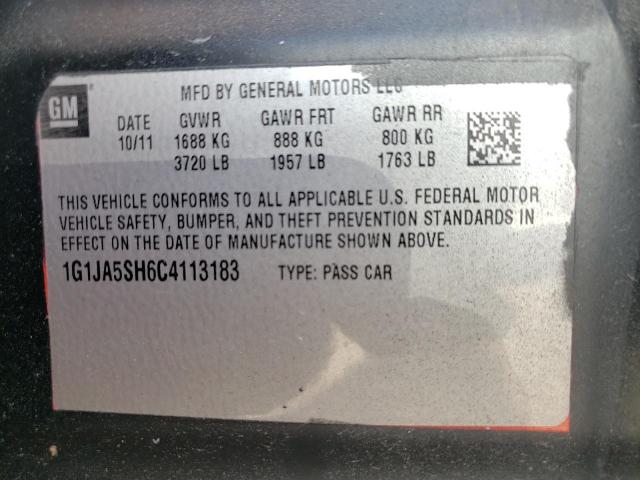 GM
MFD BY GENERAL MOTORS LLC
DATE GVWR GAWR FRT GAWR RR
10/11 1688 KG 888 KG 800 KG
3720 LB 1957 LB 1763 LB
THIS VEHICLE CONFORMS TO ALL APPLICABLE U.S. FEDERAL MOTOR
VEHICLE SAFETY, BUMPER, AND THEFT PREVENTION STANDARDS IN
EFFECT ON THE DATE OF MANUFACTURE SHOWN ABOVE.
1G1JA5SH6C4113183 TYPE: PASS CAR